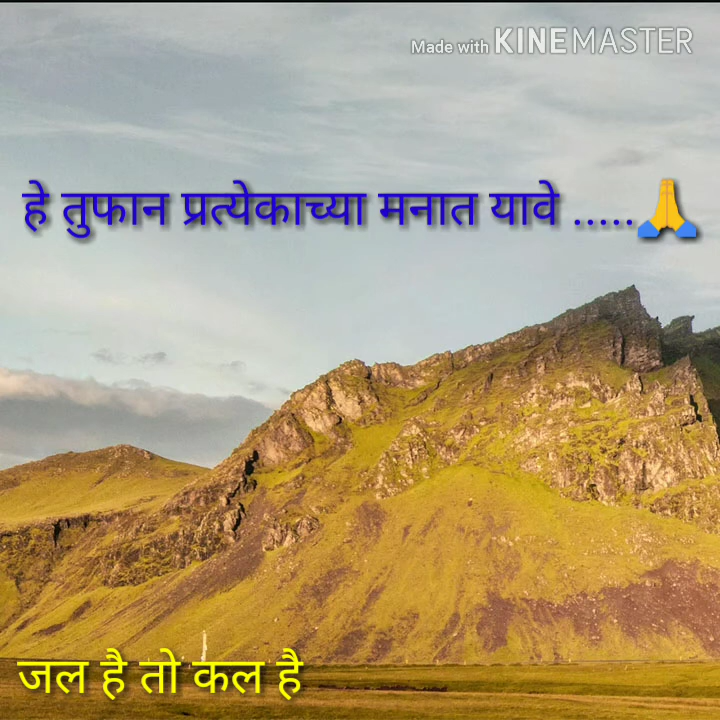 Made with KINEMASTER
हे तुफान प्रत्येकाच्या मनात यावे .....🙏
जल है तो कल है